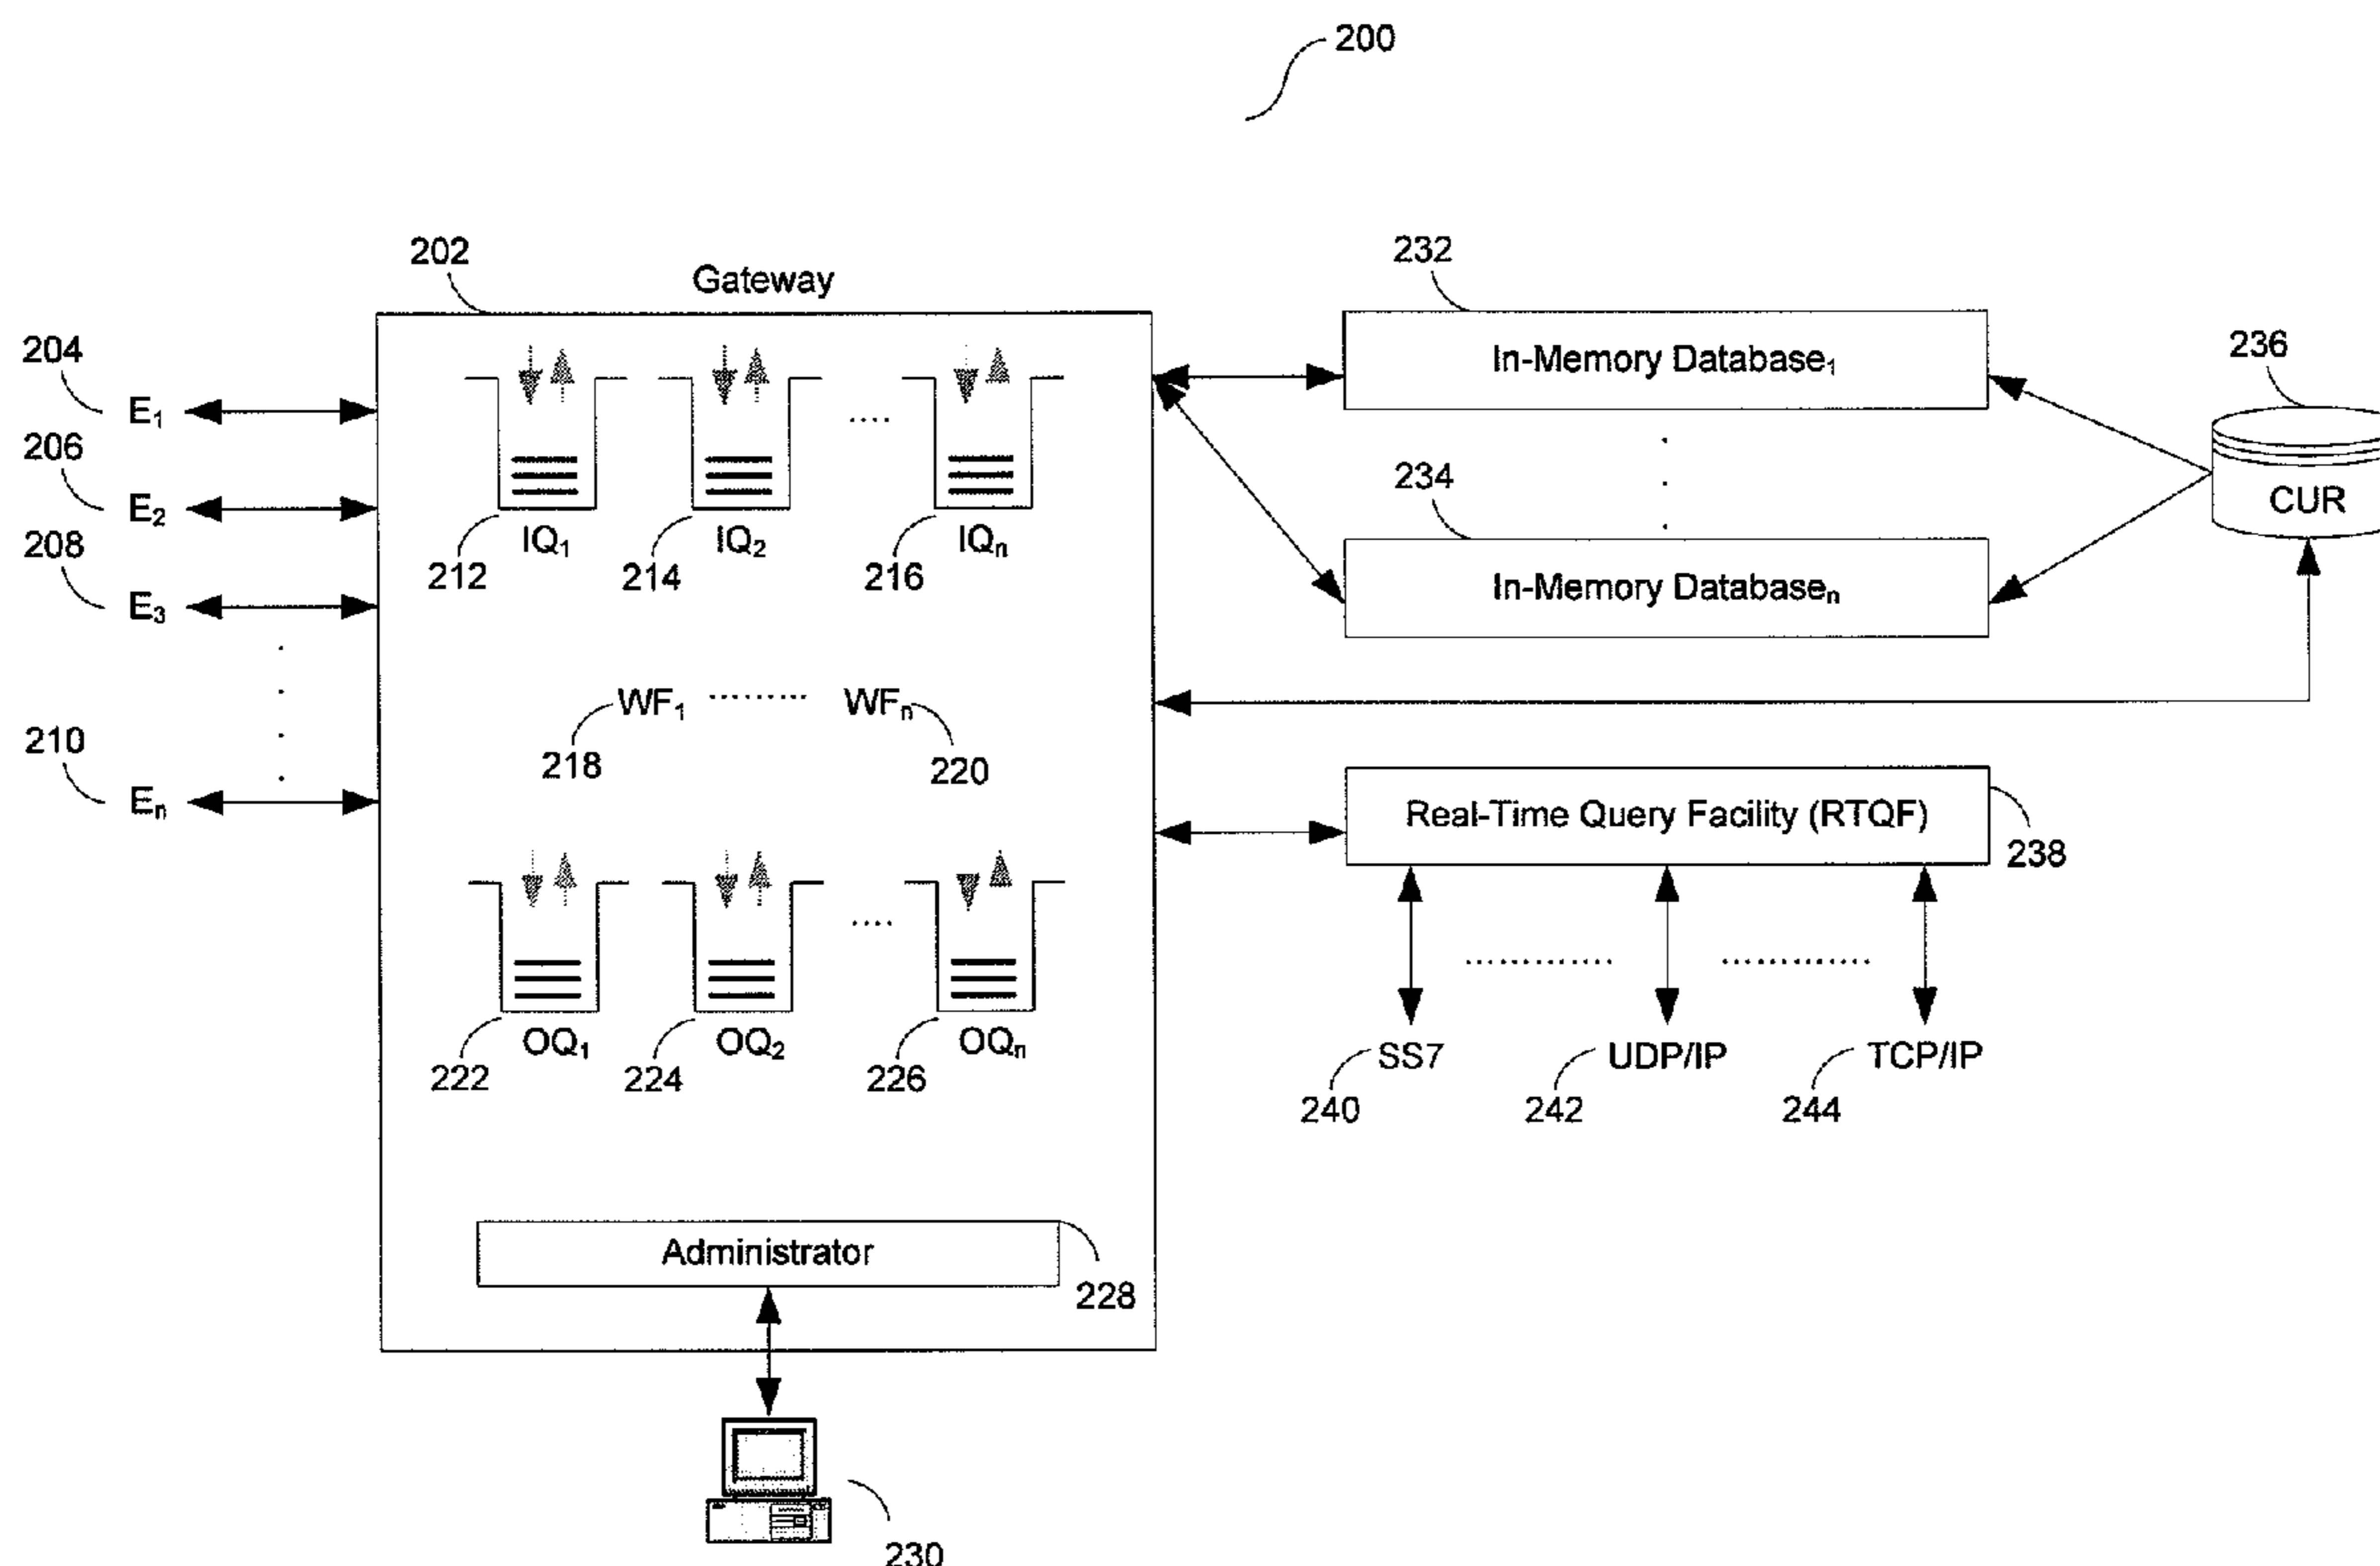 200
202
Gateway
204
E1
206
E2
208
E3
210
En
212
IQ1
214
IQ2
....
216
IQn
218
WF1
........
WFn
220
222
OQ1
224
OQ2
....
226
OQn
Administrator
228
230
232
In-Memory Database1
234
In-Memory Databasen
236
CUR
Real-Time Query Facility (RTQF)
238
240
SS7
242
UDP/IP
244
TCP/IP